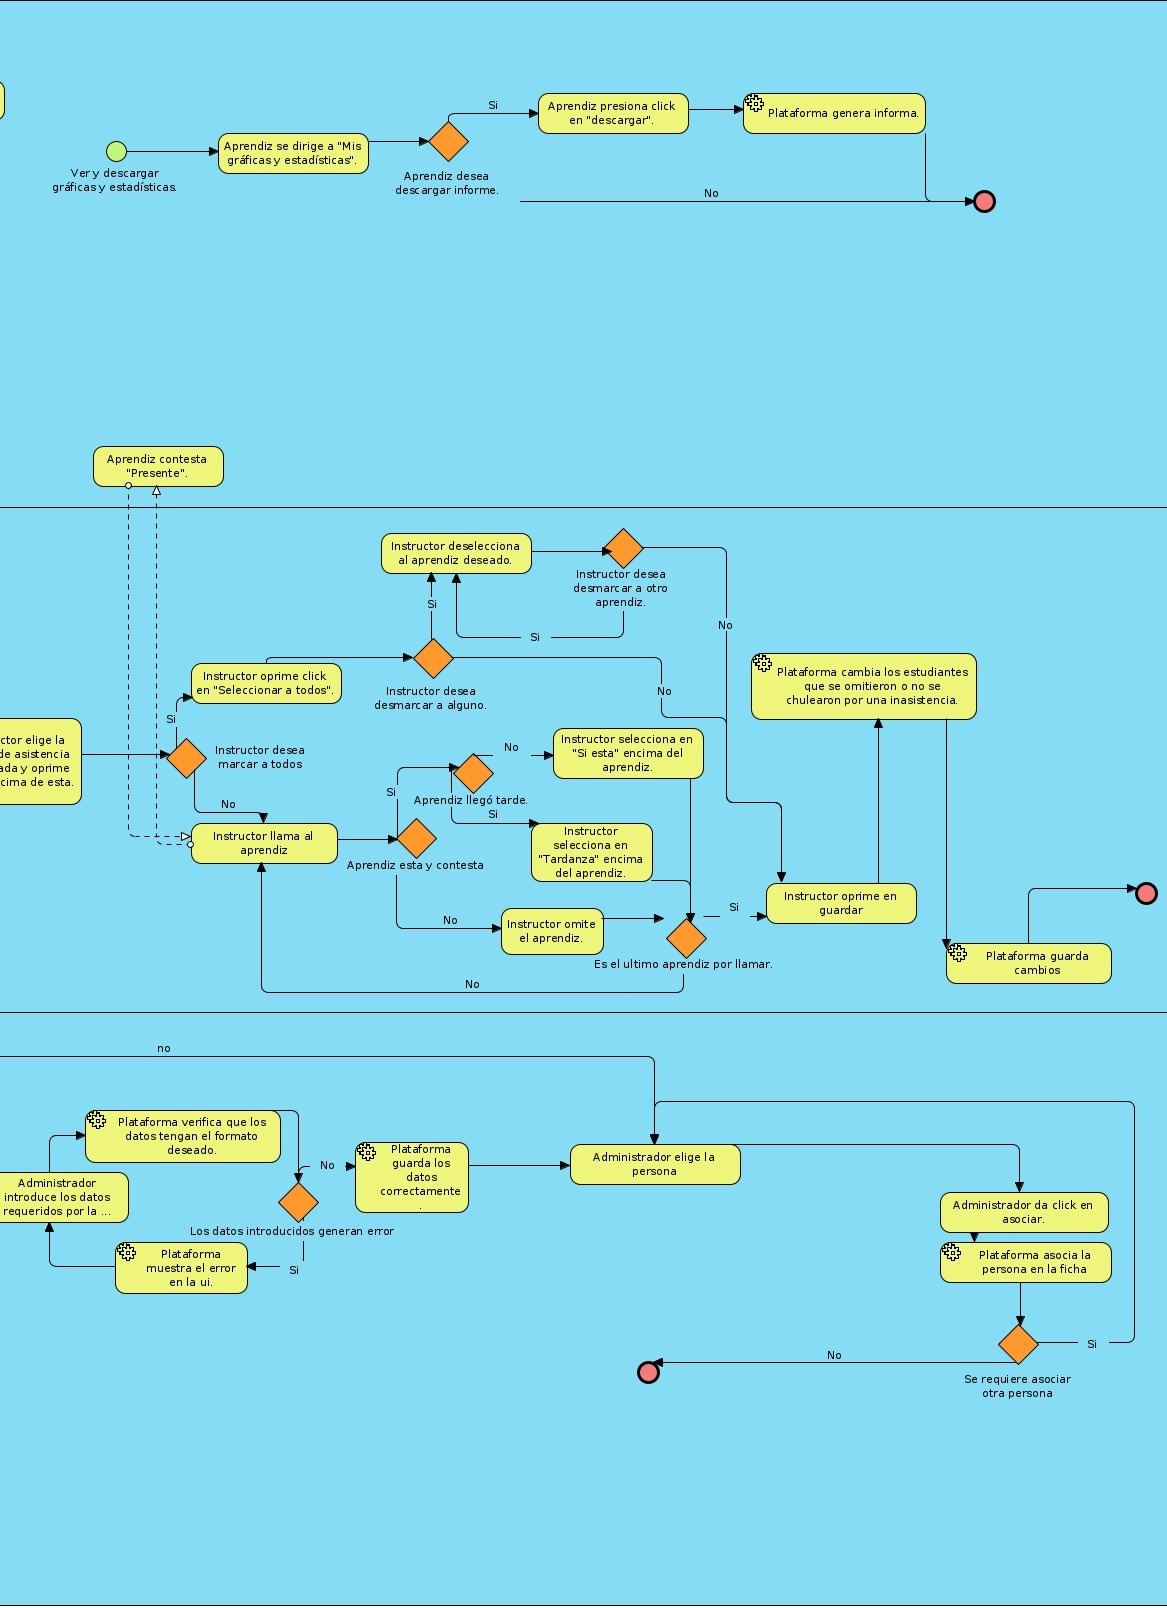 Ver y descargar
gráficas y estadísticas.
Aprendiz se dirige a "Mis
gráficas y estadísticas".
Aprendiz desea
descargar informe.
Si
Aprendiz presiona click
en "descargar".
Plataforma genera informa.
No
Aprendiz contesta
"Presente".
ctor elige la
de asistencia
ada y oprime
cima de esta.
Instructor desea
marcar a todos
Si
Instructor oprime click
en "Seleccionar a todos".
Instructor desea
desmarcar a alguno.
Si
Instructor deselecciona
al aprendiz deseado.
Instructor desea
desmarcar a otro
aprendiz.
Si
No
No
No
Instructor llama al
aprendiz
Aprendiz esta y contesta
Si
Aprendiz llegó tarde.
No
Instructor selecciona en
"Si esta" encima del
aprendiz.
Si
Instructor
selecciona en
"Tardanza" encima
del aprendiz.
No
Instructor omite
el aprendiz.
Es el ultimo aprendiz por llamar.
No
Si
Instructor oprime en
guardar
Plataforma cambia los estudiantes
que se omitieron o no se
chulearon por una inasistencia.
Plataforma guarda
cambios
no
Administrador
introduce los datos
requeridos por la ...
Plataforma verifica que los
datos tengan el formato
deseado.
Los datos introducidos generan error
Si
Plataforma
muestra el error
en la ui.
No
Plataforma
guarda los
datos
correctamente
.
Administrador elige la
persona
Administrador da click en
asociar.
Plataforma asocia la
persona en la ficha
Se requiere asociar
otra persona
Si
No